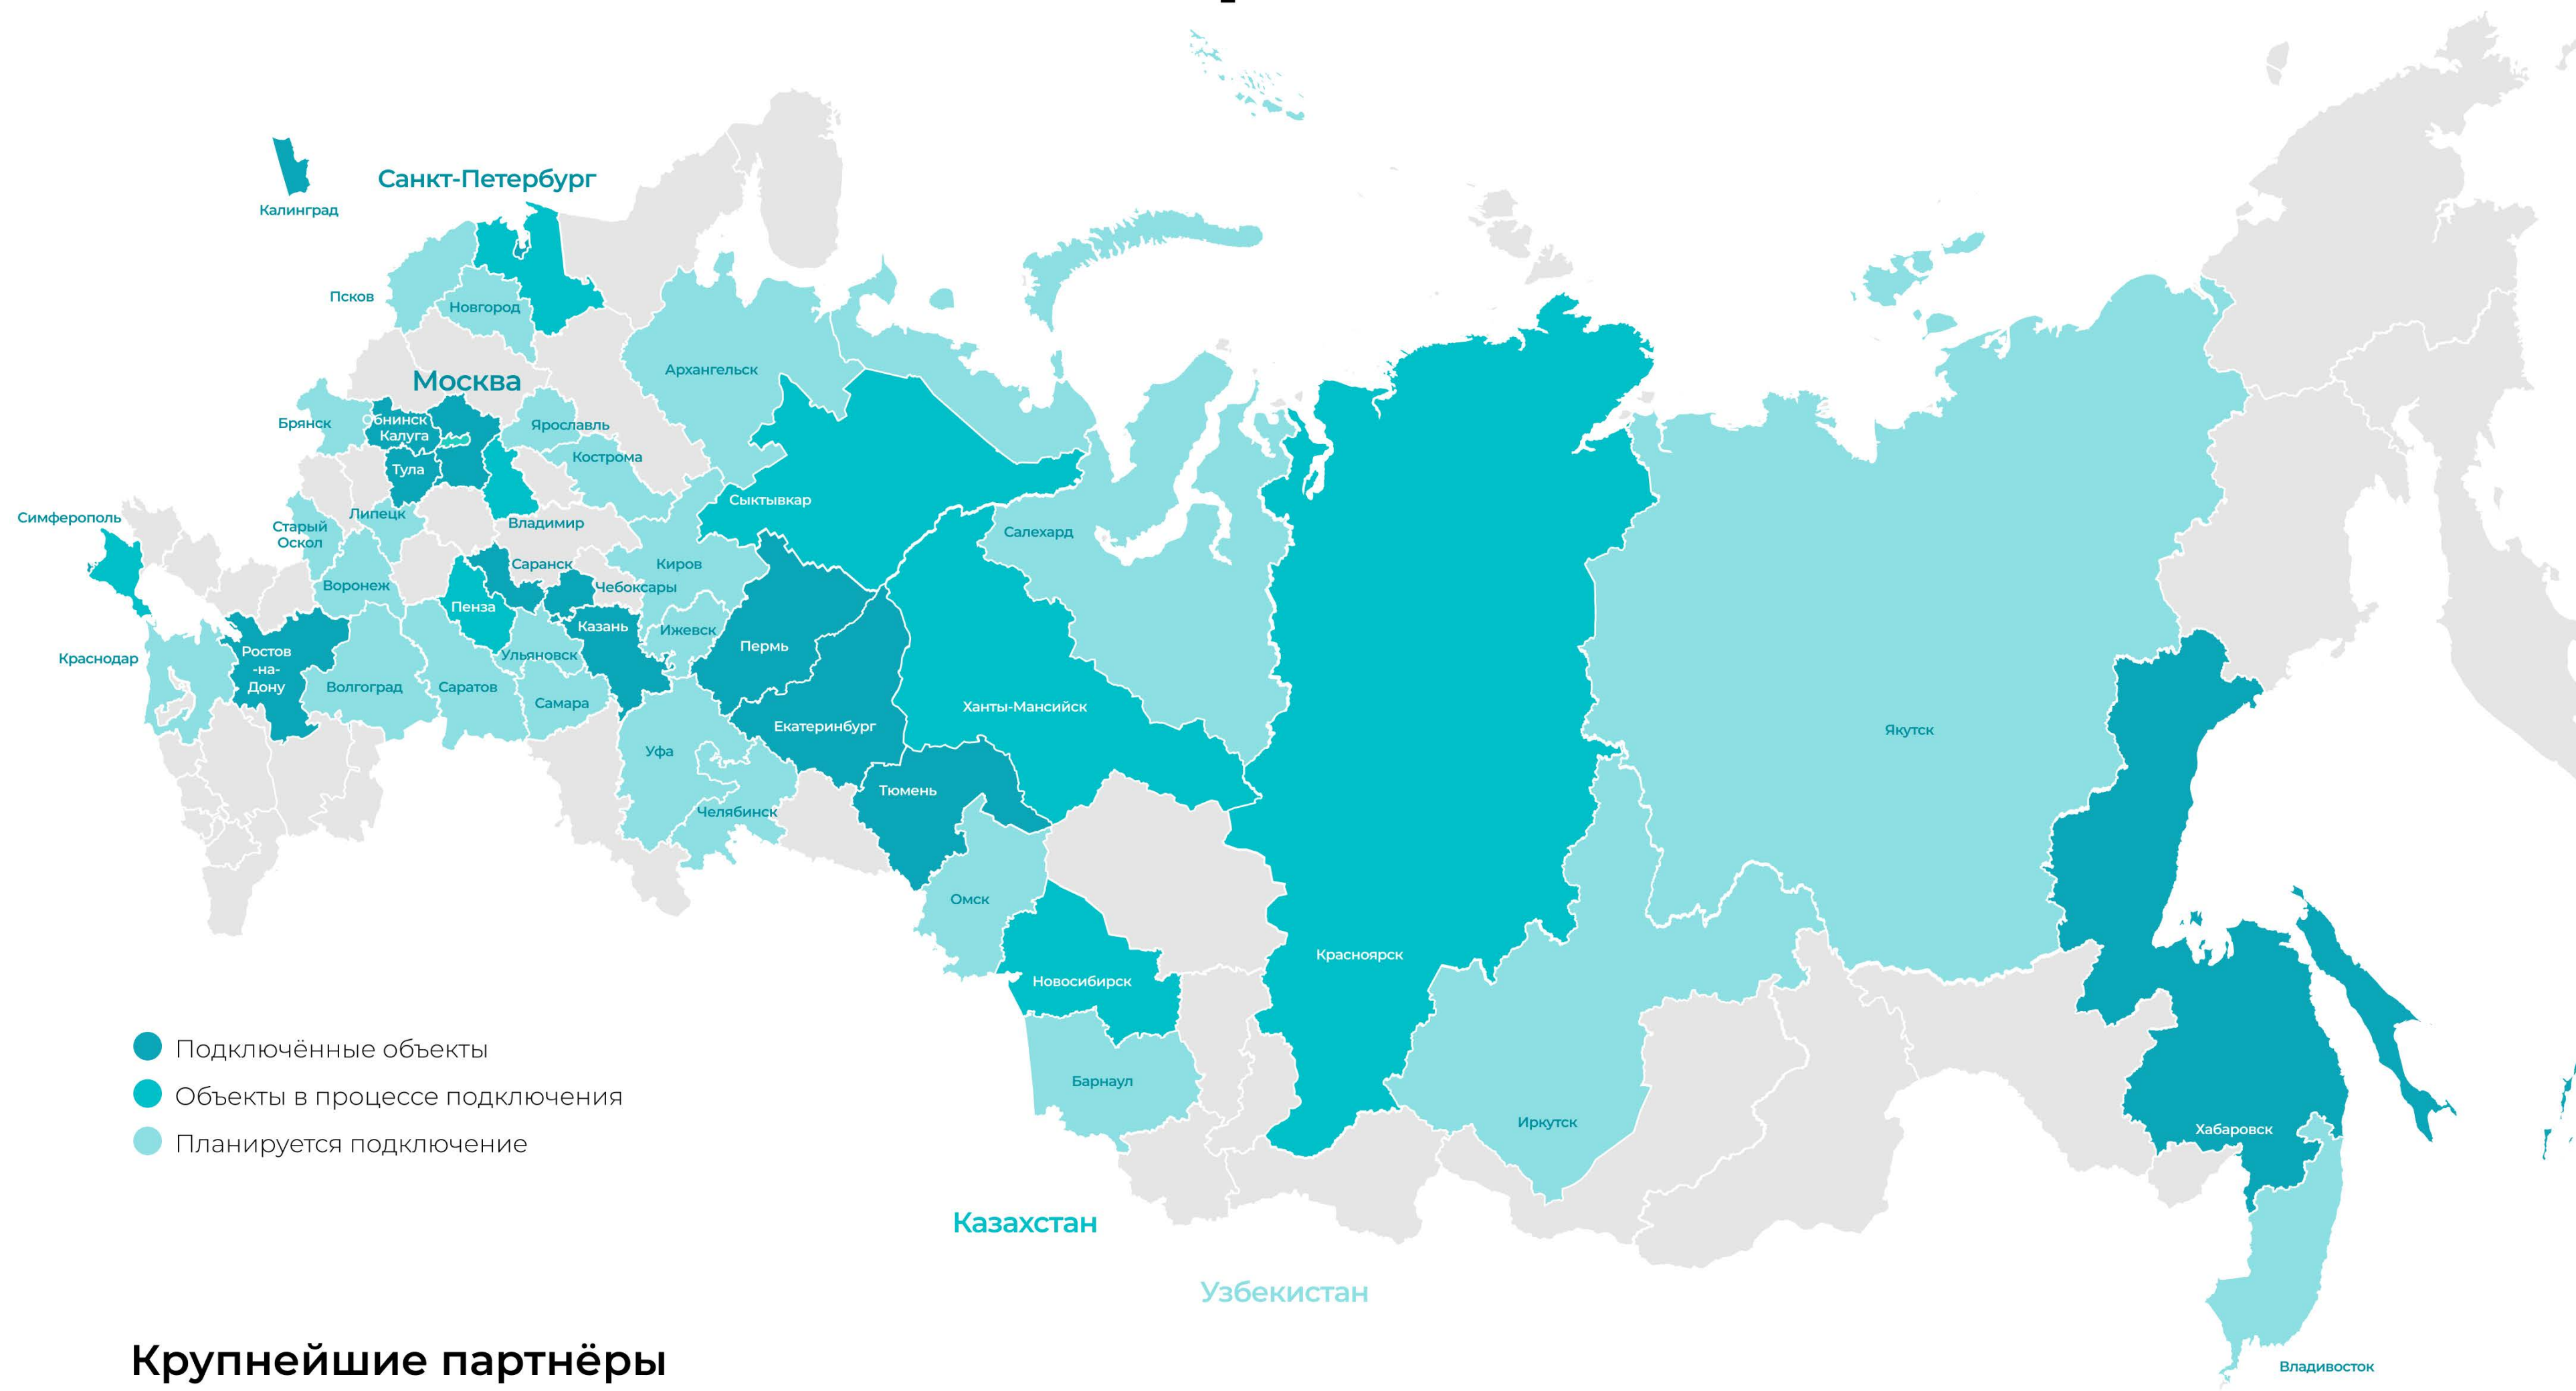 Санкт-Петербург
Калинград
Псков
Новгород
Архангельск
Москва
Брянск
Обнинск
Калуга
Ярославль
Кострома
Тула
Сыктывкар
Симферополь
Липецк
Старый
Оскол
Владимир
Салехард
Саранск
Киров
Воронеж
Чебоксары
Пенза
Казань
Ижевск
Пермь
Краснодар
Ростов
-на-
Дону
Ульяновск
Волгоград
Саратов
Самара
Ханты-Мансийск
Екатеринбург
Якутск
Уфа
Тюмень
Челябинск
Омск
Красноярск
Новосибирск
Барнаул
Иркутск
Хабаровск
Подключённые объекты
Объекты в процессе подключения
Планируется подключение
Казахстан
Узбекистан
Крупнейшие партнёры
Владивосток